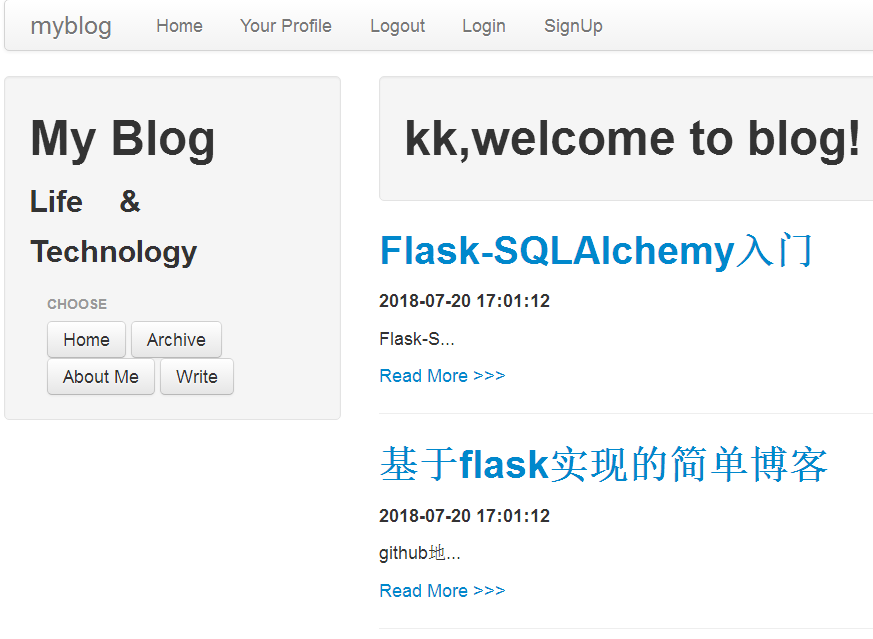 myblog Home Your Profile Logout Login SignUp
My Blog
Life &
Technology
CHOOSE
Home Archive
About Me Write
kk,welcome to blog!
Flask-SQLAlchemy入门
2018-07-20 17:01:12
Flask-S...
Read More >>>
基于flask实现的简单博客
2018-07-20 17:01:12
github地...
Read More >>>